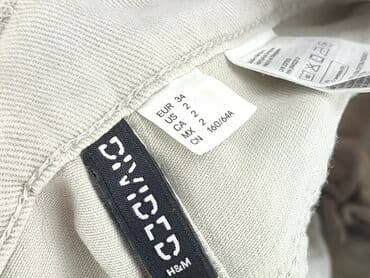 EUR 34
US 2
CA 2
MX 2
CN 160/64A
DIVIDED
H&M